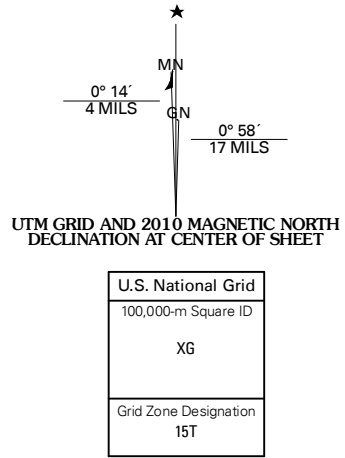 ★
MN
0° 14´
4 MILS
GN
0° 58´
17 MILS
UTM GRID AND 2010 MAGNETIC NORTH
DECLINATION AT CENTER OF SHEET
U.S. National Grid
100,000-m Square ID
XG
Grid Zone Designation
15T